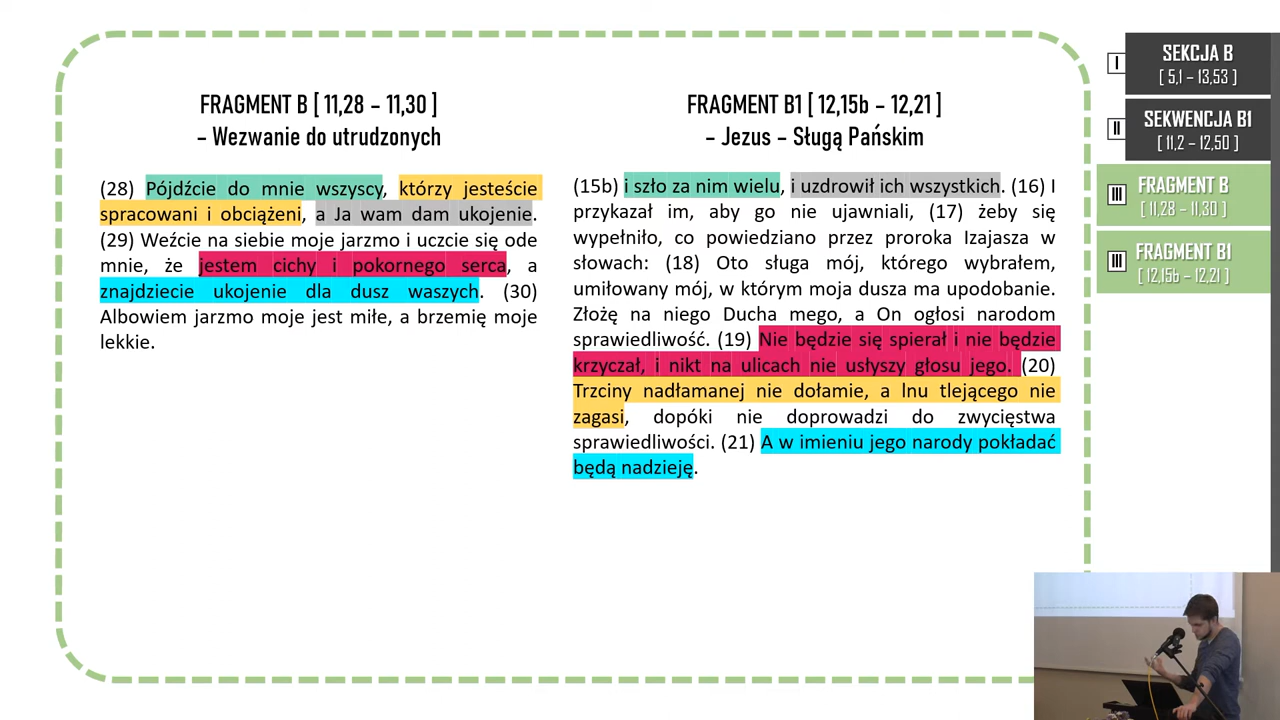 FRAGMENT B [ 11,28 – 11,30 ]
– Wezwanie do utrudzonych
(28) Pójdźcie do mnie wszyscy, którzy jesteście
spracowani i obciążeni, a Ja wam dam ukojenie.
(29) Weźcie na siebie moje jarzmo i uczcie się ode
mnie, że jestem cichy i pokornego serca, a
znajdziecie ukojenie dla dusz waszych. (30)
Albowiem jarzmo moje jest miłe, a brzemię moje
lekkie.
FRAGMENT B1 [ 12,15b – 12,21 ]
– Jezus – Sługą Pańskim
(15b) i szło za nim wielu, i uzdrowił ich wszystkich. (16) I
przykazał im, aby go nie ujawniali, (17) żeby się
wypełniło, co powiedziano przez proroka Izajasza w
słowach: (18) Oto sługa mój, którego wybrałem,
umiłowany mój, w którym moja dusza ma upodobanie.
Złożę na niego Ducha mego, a On ogłosi narodom
sprawiedliwość. (19) Nie będzie się spierał i nie będzie
krzyczał, i nikt na ulicach nie usłyszy głosu jego. (20)
Trzciny nadłamanej nie dołamie, a lnu tlejącego nie
zagasi, dopóki nie doprowadzi do zwycięstwa
sprawiedliwości. (21) A w imieniu jego narody pokładać
będą nadzieję.
I
SEKCJA B
[ 5,1 – 13,53 ]
II
SEKWENCJA B1
[ 11,2 – 12,50 ]
III
FRAGMENT B
[ 11,28 – 11,30 ]
III
FRAGMENT B1
[ 12,15b – 12,21 ]